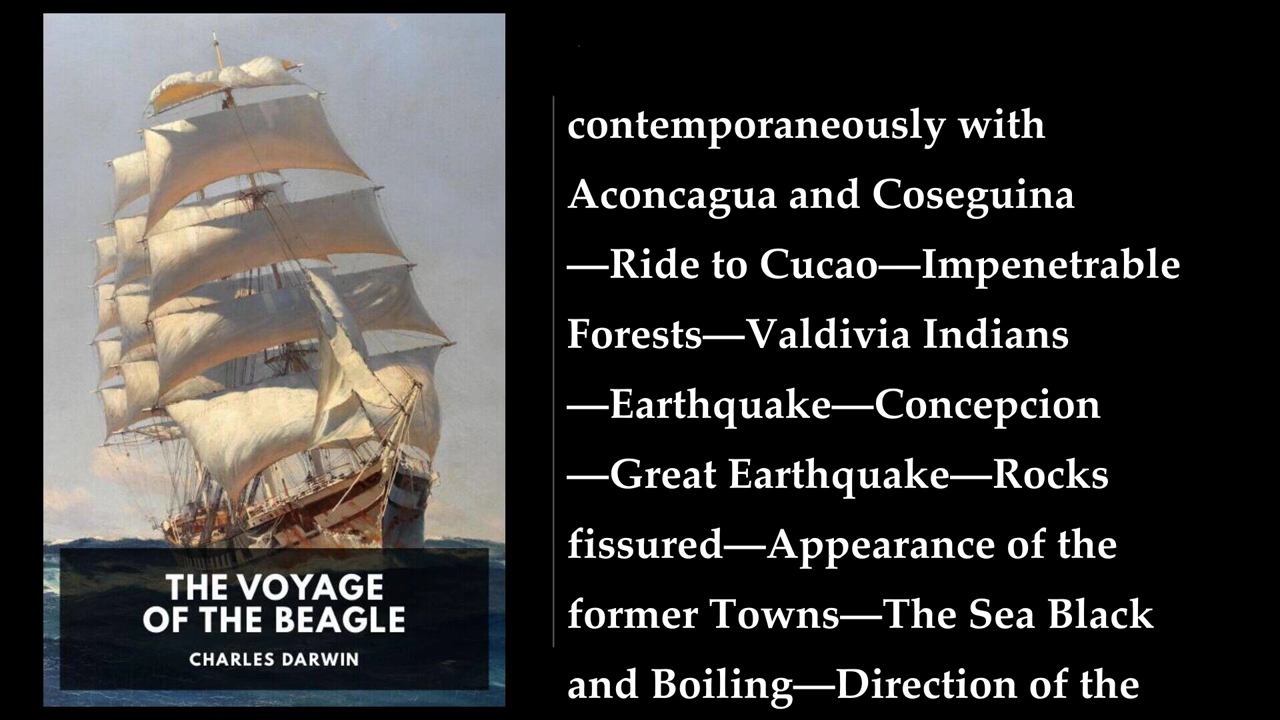 THE VOYAGE
OF THE BEAGLE
CHARLES DARWIN
contemporaneously with
Aconcagua and Coseguina
—Ride to Cucao—Impenetrable
Forests—Valdivia Indians
—Earthquake—Concepcion
—Great Earthquake—Rocks
fissured—Appearance of the
former Towns—The Sea Black
and Boiling—Direction of the